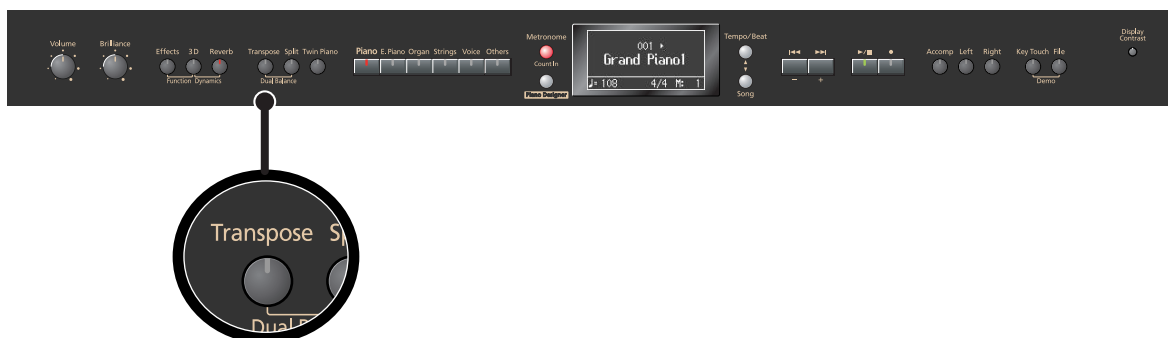 Volume
Brilliance
Effects 3D Reverb
Function Dynamics
Transpose Split Twin Piano
Dual Balance
Piano E.Piano Organ Strings Voice Others
Metronome
Count In
Piano Designer
001
Grand Piano1
♩=108 4/4 M: 1
Tempo/Beat
Song
− +
Accomp Left Right
Key Touch File
Demo
Display
Contrast
Transpose Sp
Dual B